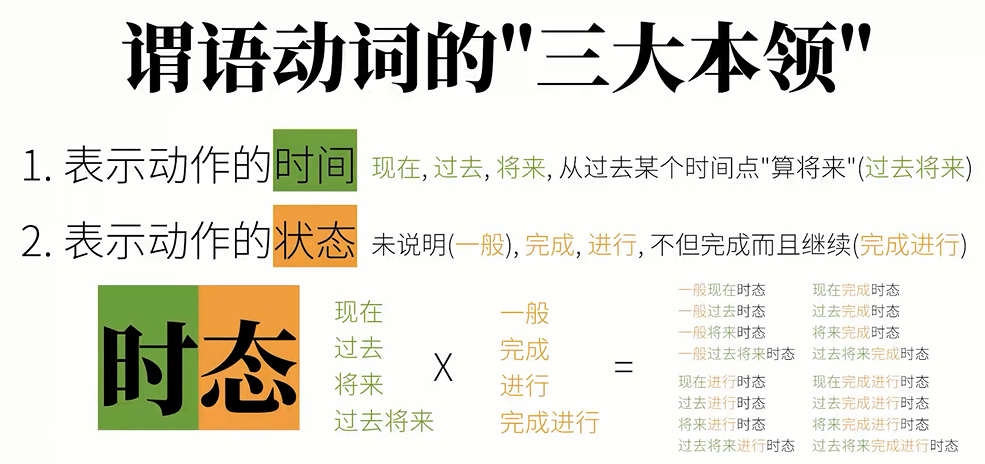 谓语动词的"三大本领"
1. 表示动作的时间 现在, 过去, 将来, 从过去某个时间点"算将来"(过去将来)
2. 表示动作的状态 未说明(一般), 完成, 进行, 不但完成而且继续(完成进行)
时态
现在
过去
将来
过去将来
X
一般
完成
进行
完成进行
=
一般现在时态
一般过去时态
一般将来时态
一般过去将来时态
现在完成时态
过去完成时态
将来完成时态
过去将来完成时态
现在进行时态
过去进行时态
将来进行时态
过去将来进行时态
现在完成进行时态
过去完成进行时态
将来完成进行时态
过去将来完成进行时态